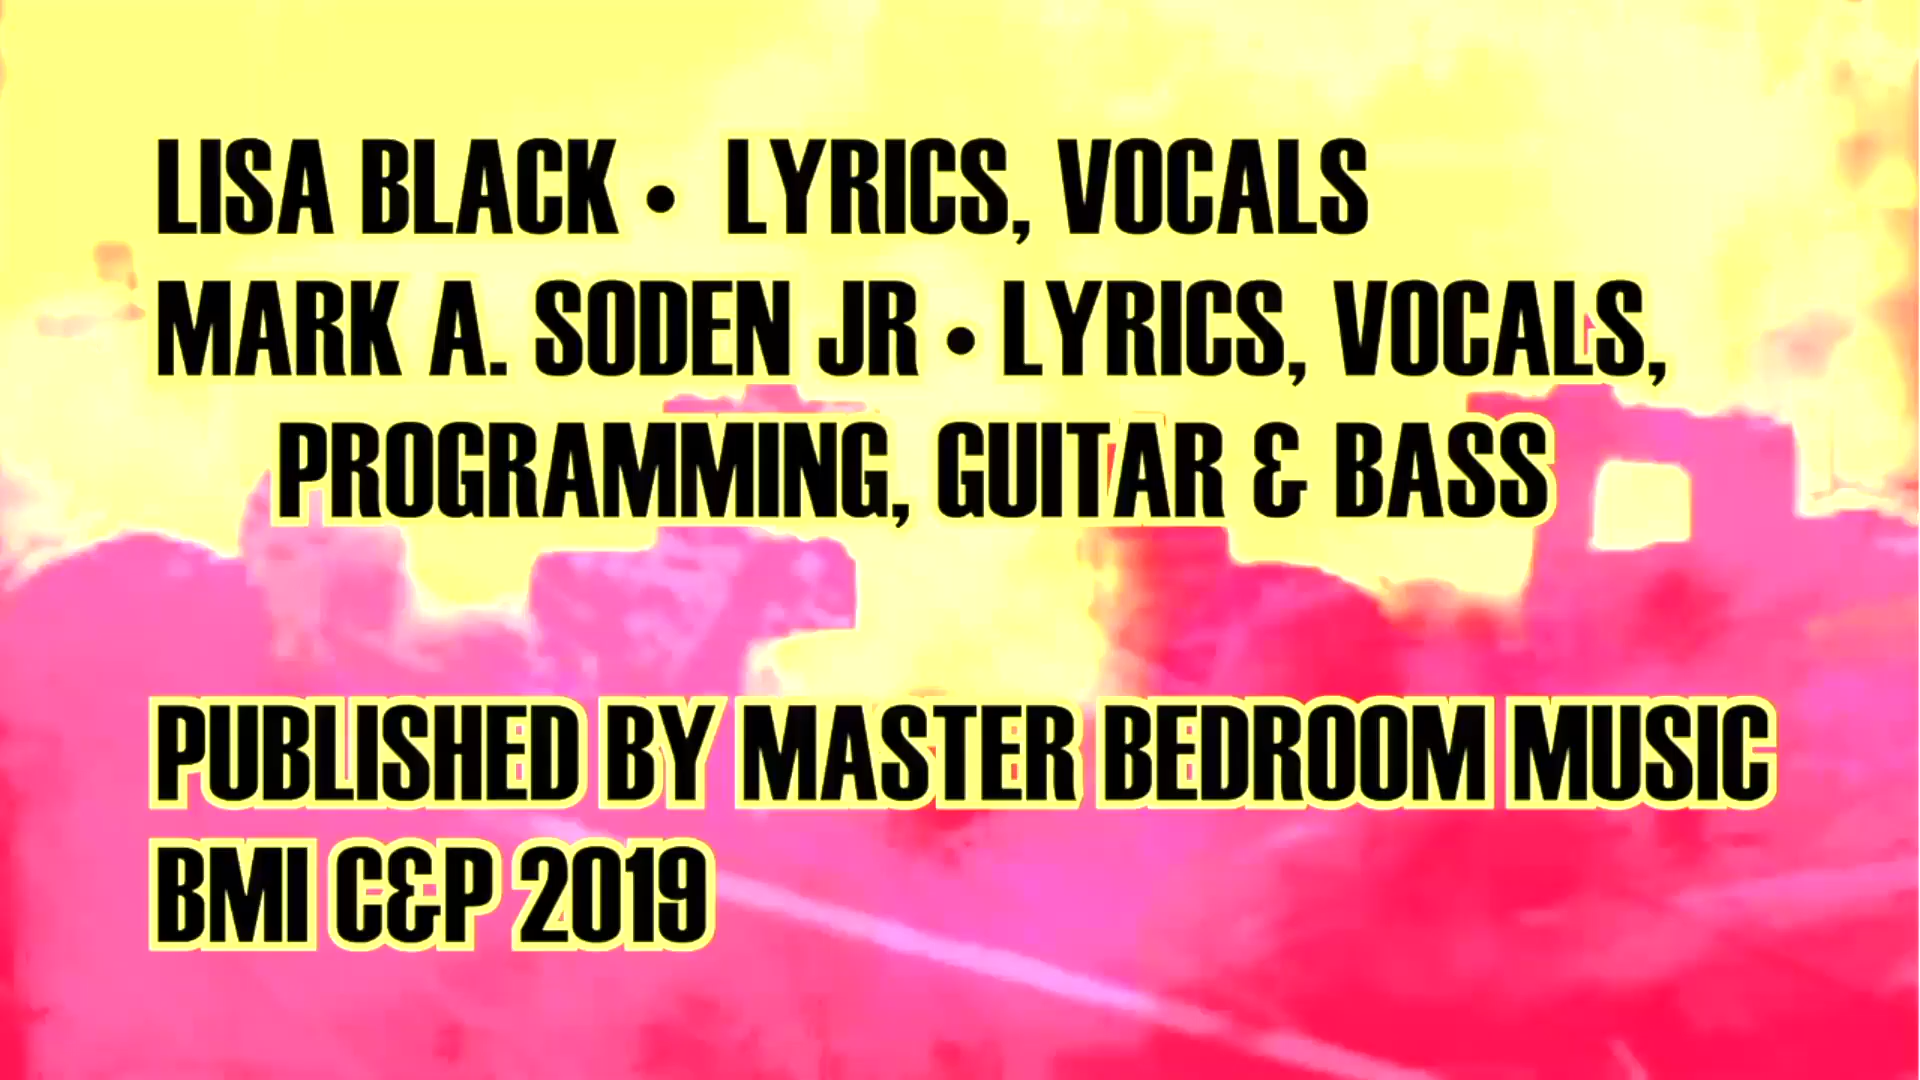 LISA BLACK • LYRICS, VOCALS
MARK A. SODEN JR • LYRICS, VOCALS,
PROGRAMMING, GUITAR & BASS
PUBLISHED BY MASTER BEDROOM MUSIC
BMI C&P 2019